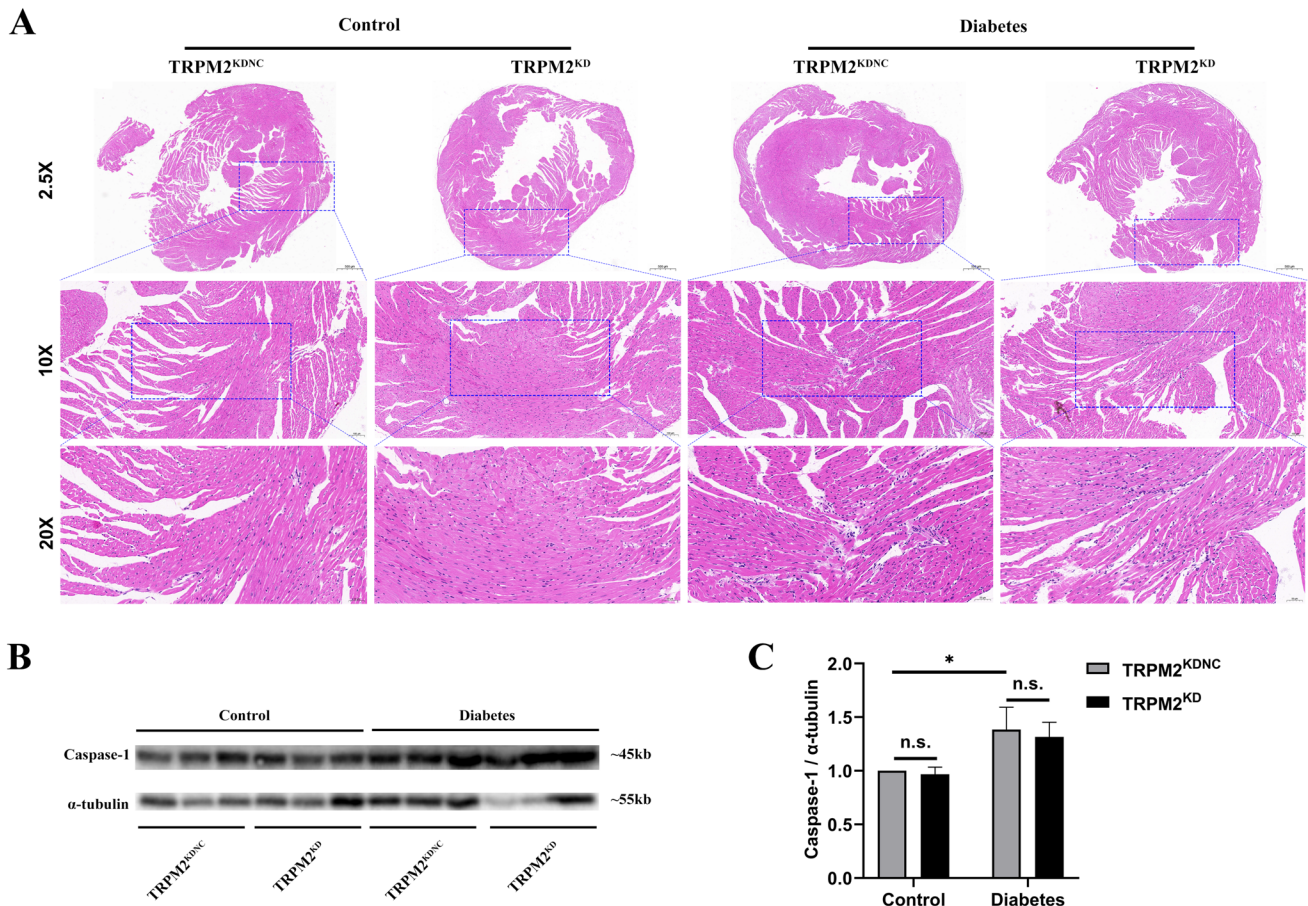 A
Control
Diabetes
TRPM2KDNC
TRPM2KD
TRPM2KDNC
TRPM2KD
2.5X
10X
20X
B
Control
Diabetes
Caspase-1
~45kb
α-tubulin
~55kb
TRPM2KDNC
TRPM2KD
TRPM2KDNC
TRPM2KD
C
Caspase-1 / α-tubulin
2.0
1.5
1.0
0.5
0.0
*
n.s.
n.s.
Control
Diabetes
TRPM2KDNC
TRPM2KD